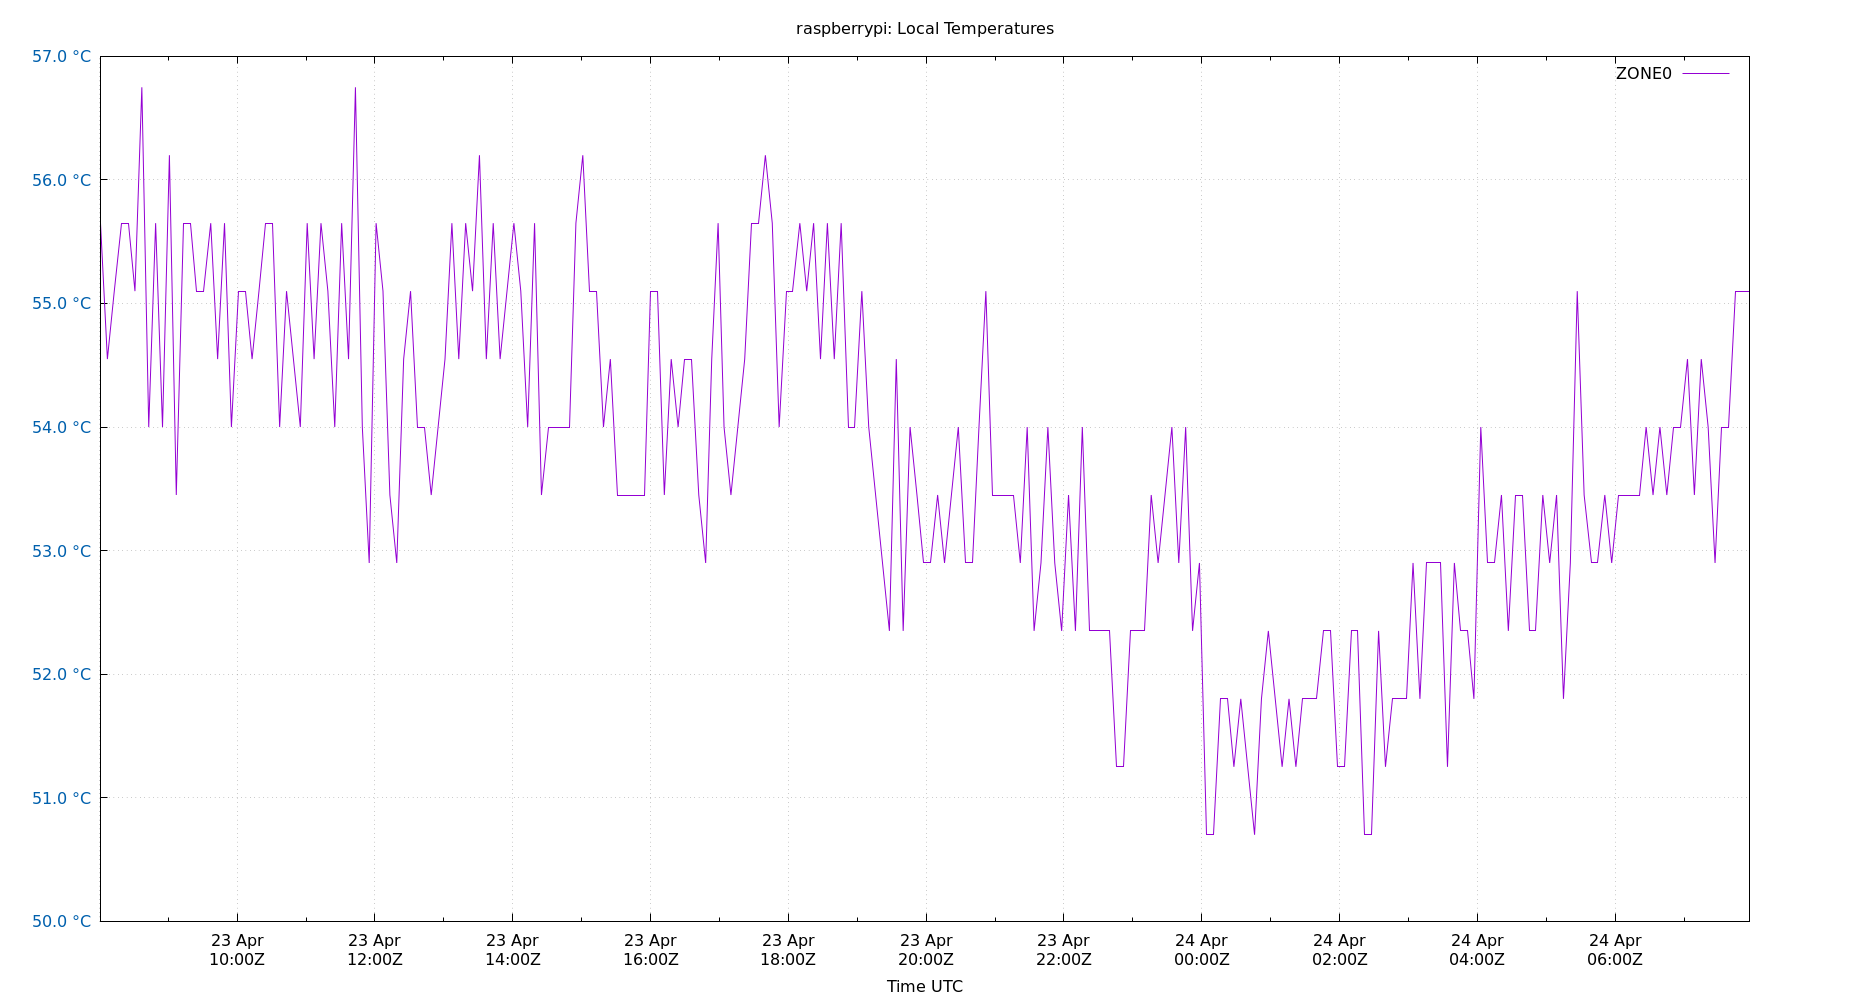 raspberrypi: Local Temperatures
57.0 °C
ZONE0
56.0 °C
55.0 °C
54.0 °C
53.0 °C
52.0 °C
51.0 °C
50.0 °C
23 Apr 23 Apr 23 Apr 23 Apr 23 Apr 23 Apr 23 Apr 24 Apr 24 Apr 24 Apr 24 Apr
10:00Z 12:00Z 14:00Z 16:00Z 18:00Z 20:00Z 22:00Z 00:00Z 02:00Z 04:00Z 06:00Z
Time UTC